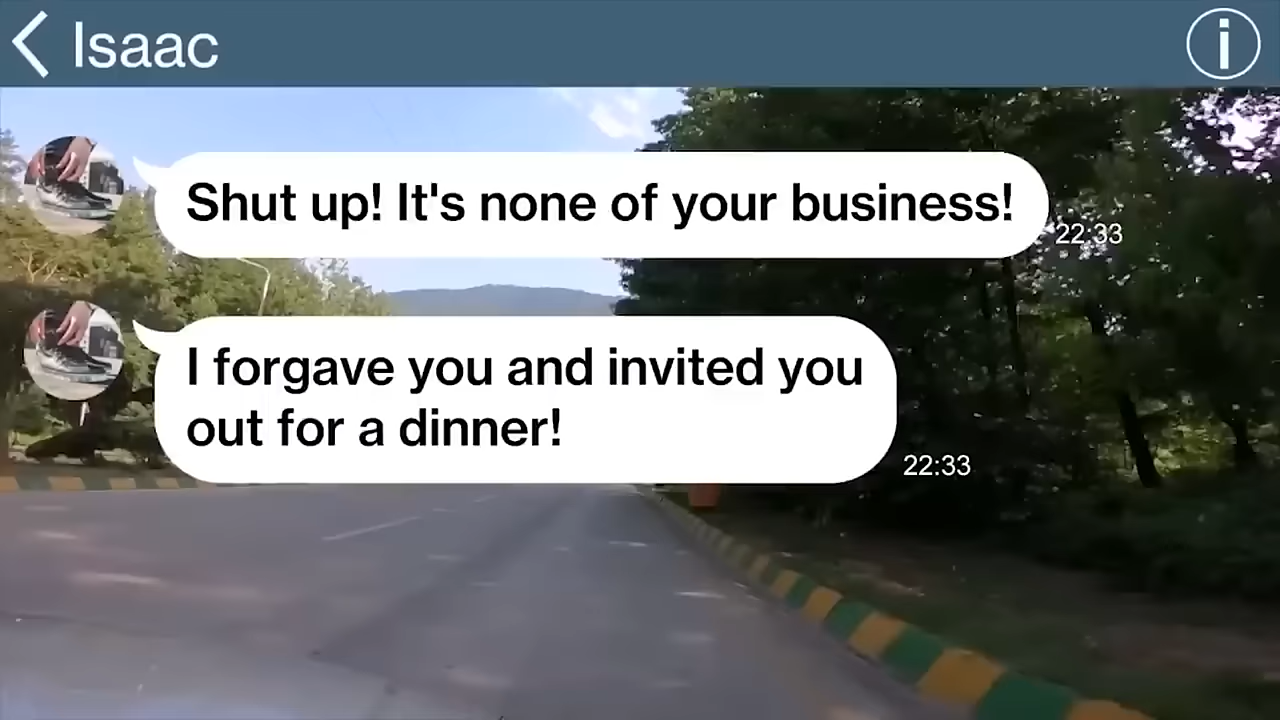 Isaac
Shut up! It's none of your business!
22:33
I forgave you and invited you
out for a dinner!
22:33